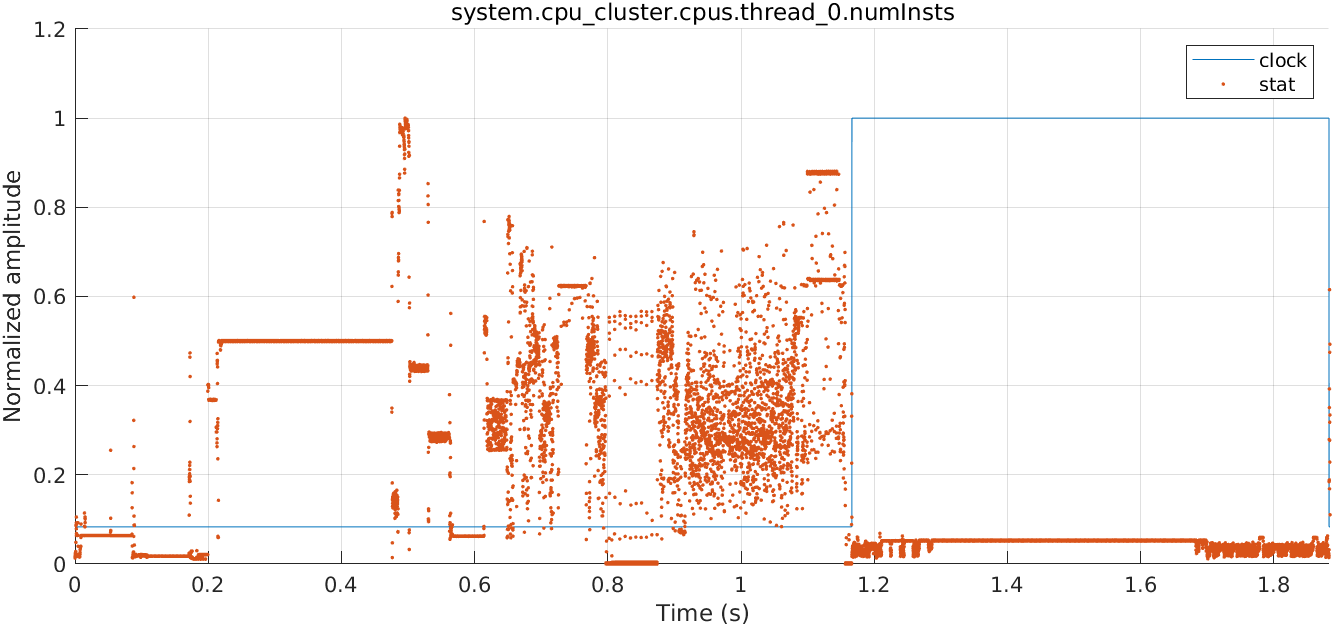 system.cpu_cluster.cpus.thread_0.numInsts
1.2
1
0.8
0.6
0.4
0.2
0
Normalized amplitude
clock
stat
0 0.2 0.4 0.6 0.8 1 1.2 1.4 1.6 1.8
Time (s)